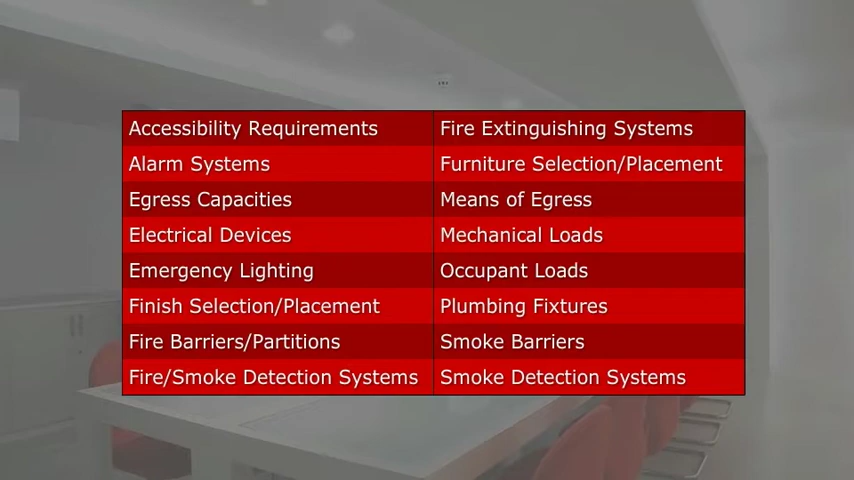 Accessibility Requirements
Fire Extinguishing Systems
Alarm Systems
Furniture Selection/Placement
Egress Capacities
Means of Egress
Electrical Devices
Mechanical Loads
Emergency Lighting
Occupant Loads
Finish Selection/Placement
Plumbing Fixtures
Fire Barriers/Partitions
Smoke Barriers
Fire/Smoke Detection Systems
Smoke Detection Systems